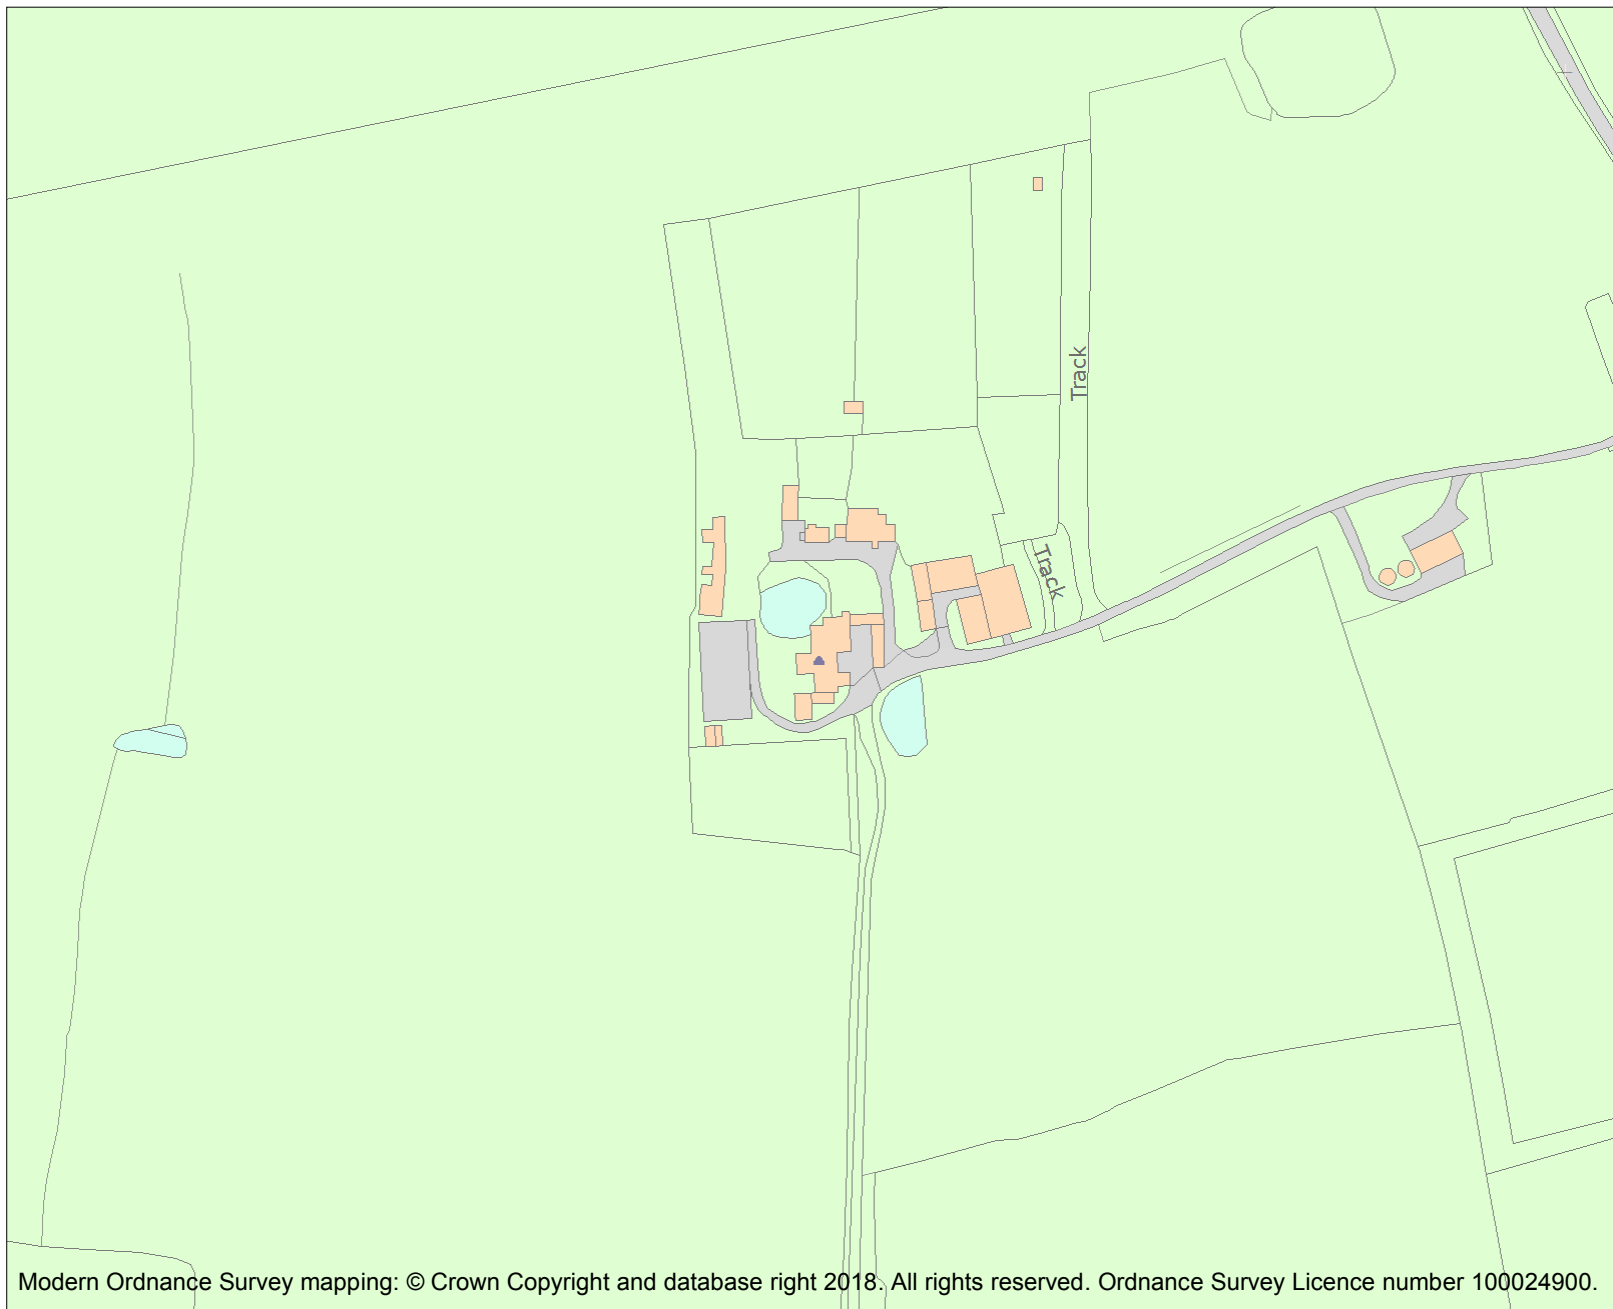 Track
Track
Modern Ordnance Survey mapping: © Crown Copyright and database right 2018. All rights reserved. Ordnance Survey Licence number 100024900.